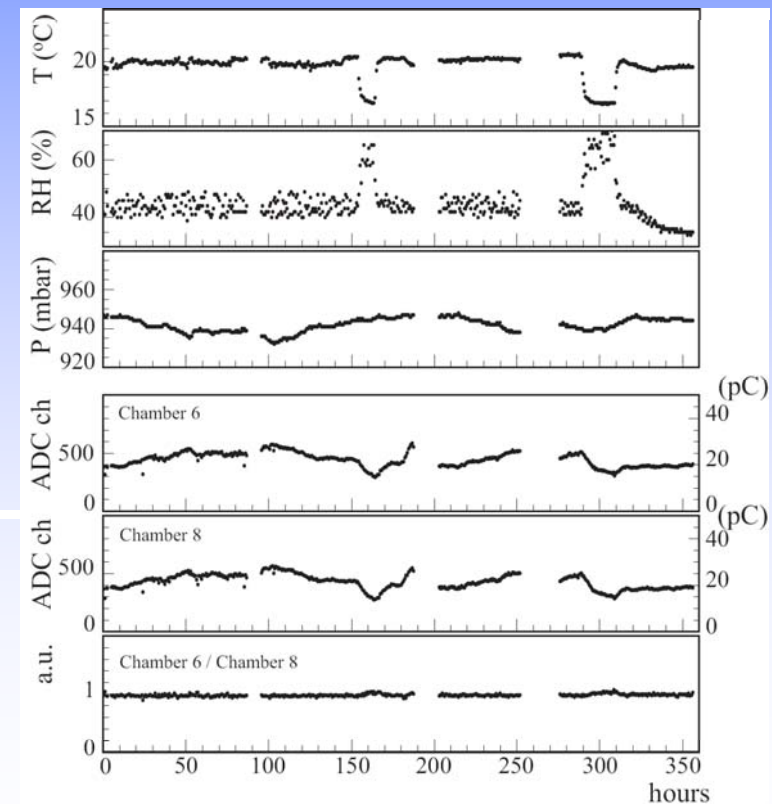 T (ºC)
20
15
RH (%)
60
40
P (mbar)
960
940
920
ADC ch
Chamber 6
500
0
(pC)
40
20
0
ADC ch
Chamber 8
500
0
(pC)
40
20
0
a.u.
Chamber 6 / Chamber 8
1
0
0 50 100 150 200 250 300 350
hours